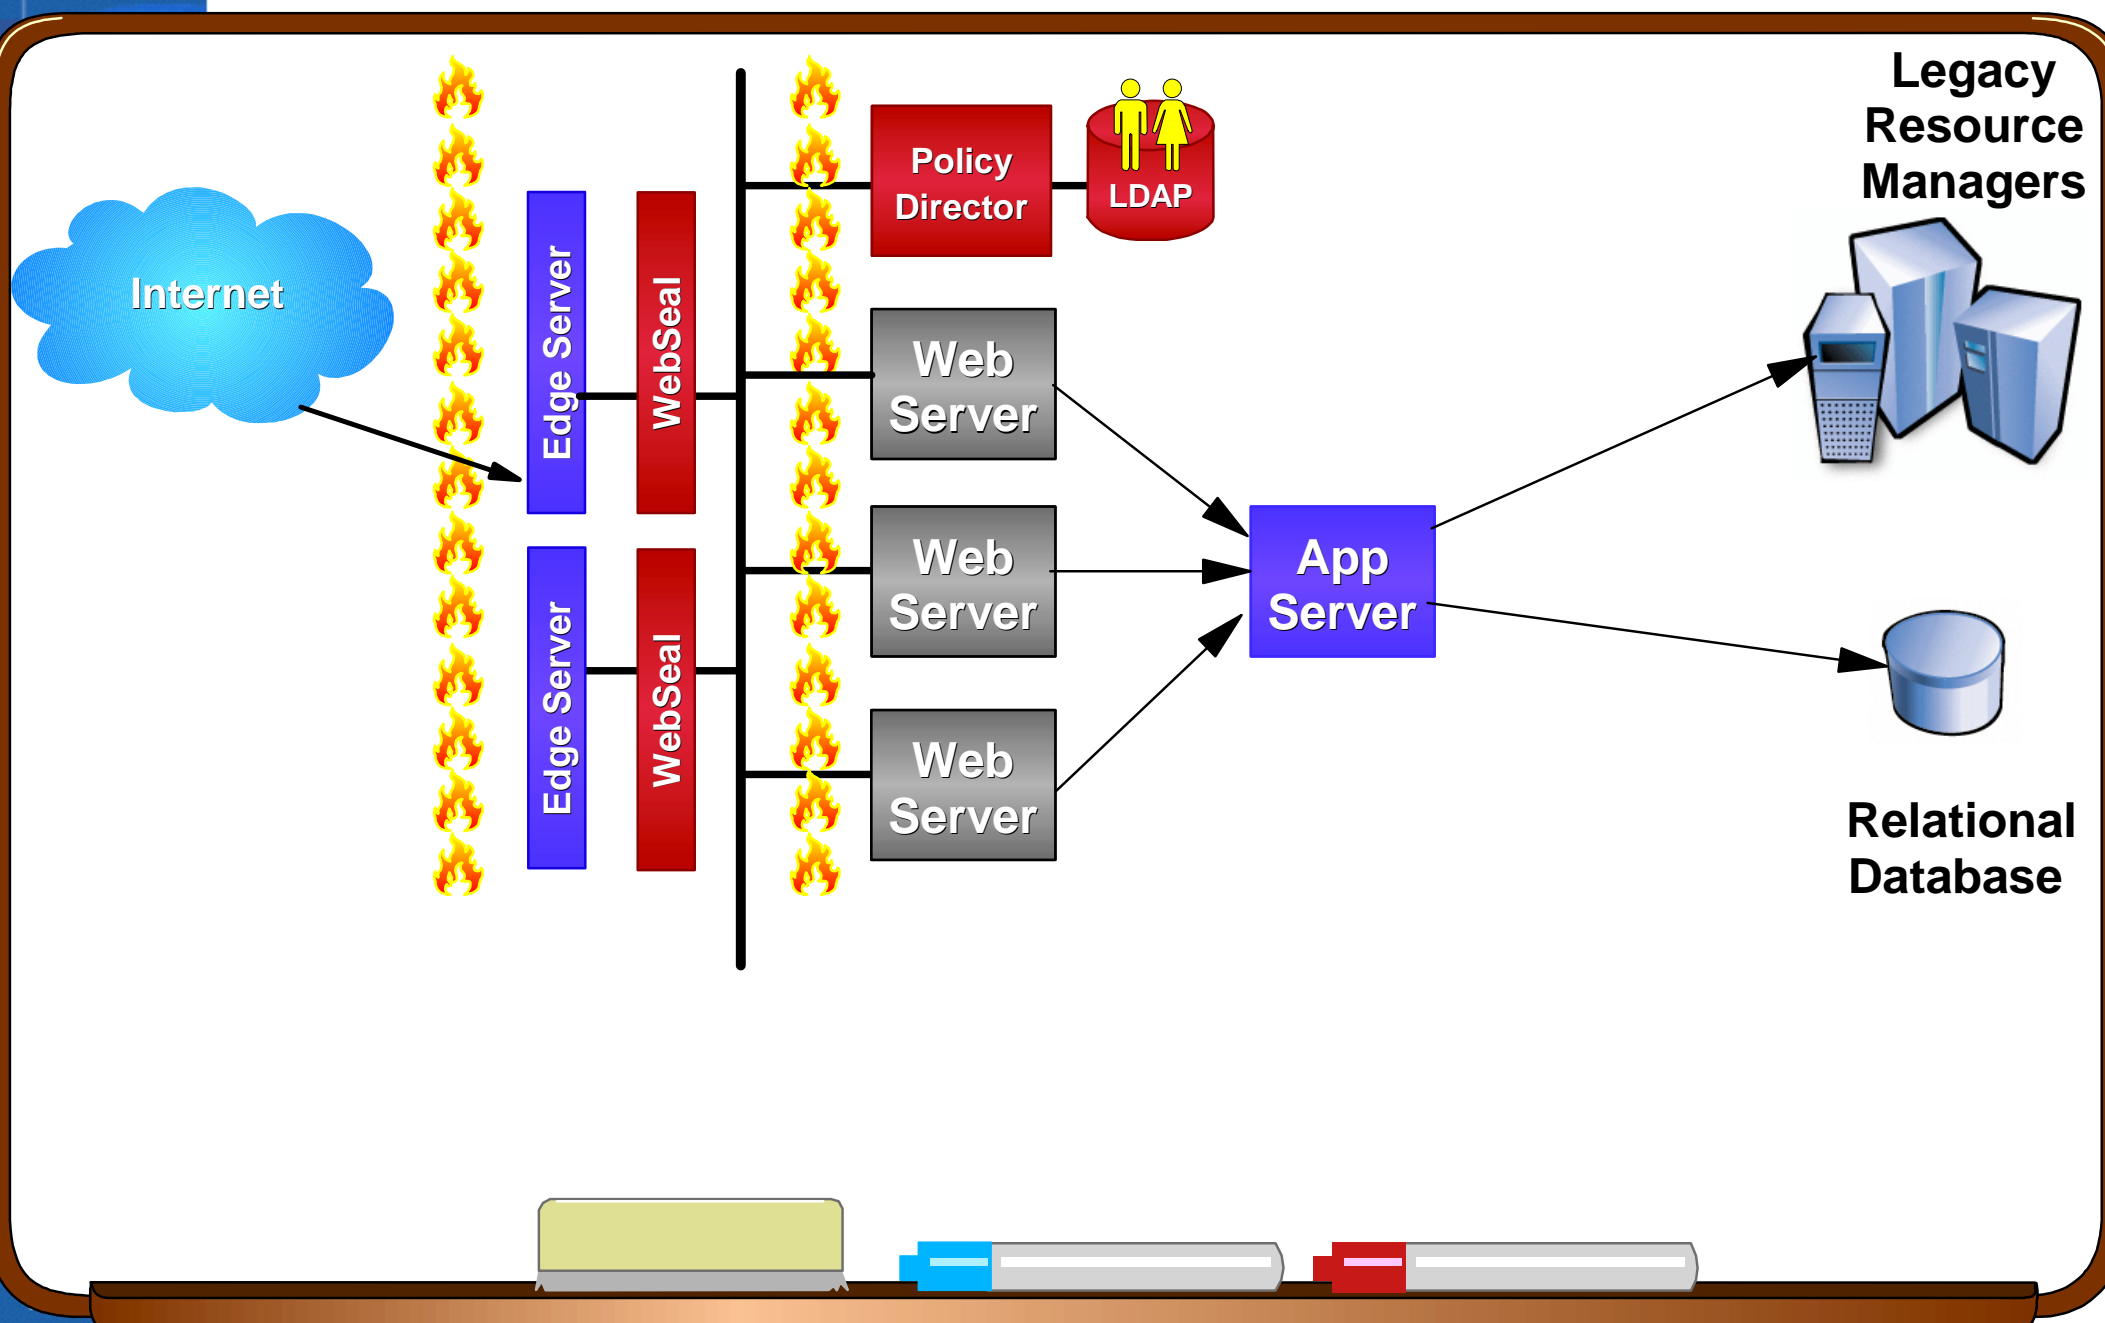 Legacy
Resource
Managers
Policy
Director
LDAP
Internet
Edge Server
WebSeal
Web
Server
Edge Server
WebSeal
Web
Server
App
Server
Web
Server
Relational
Database